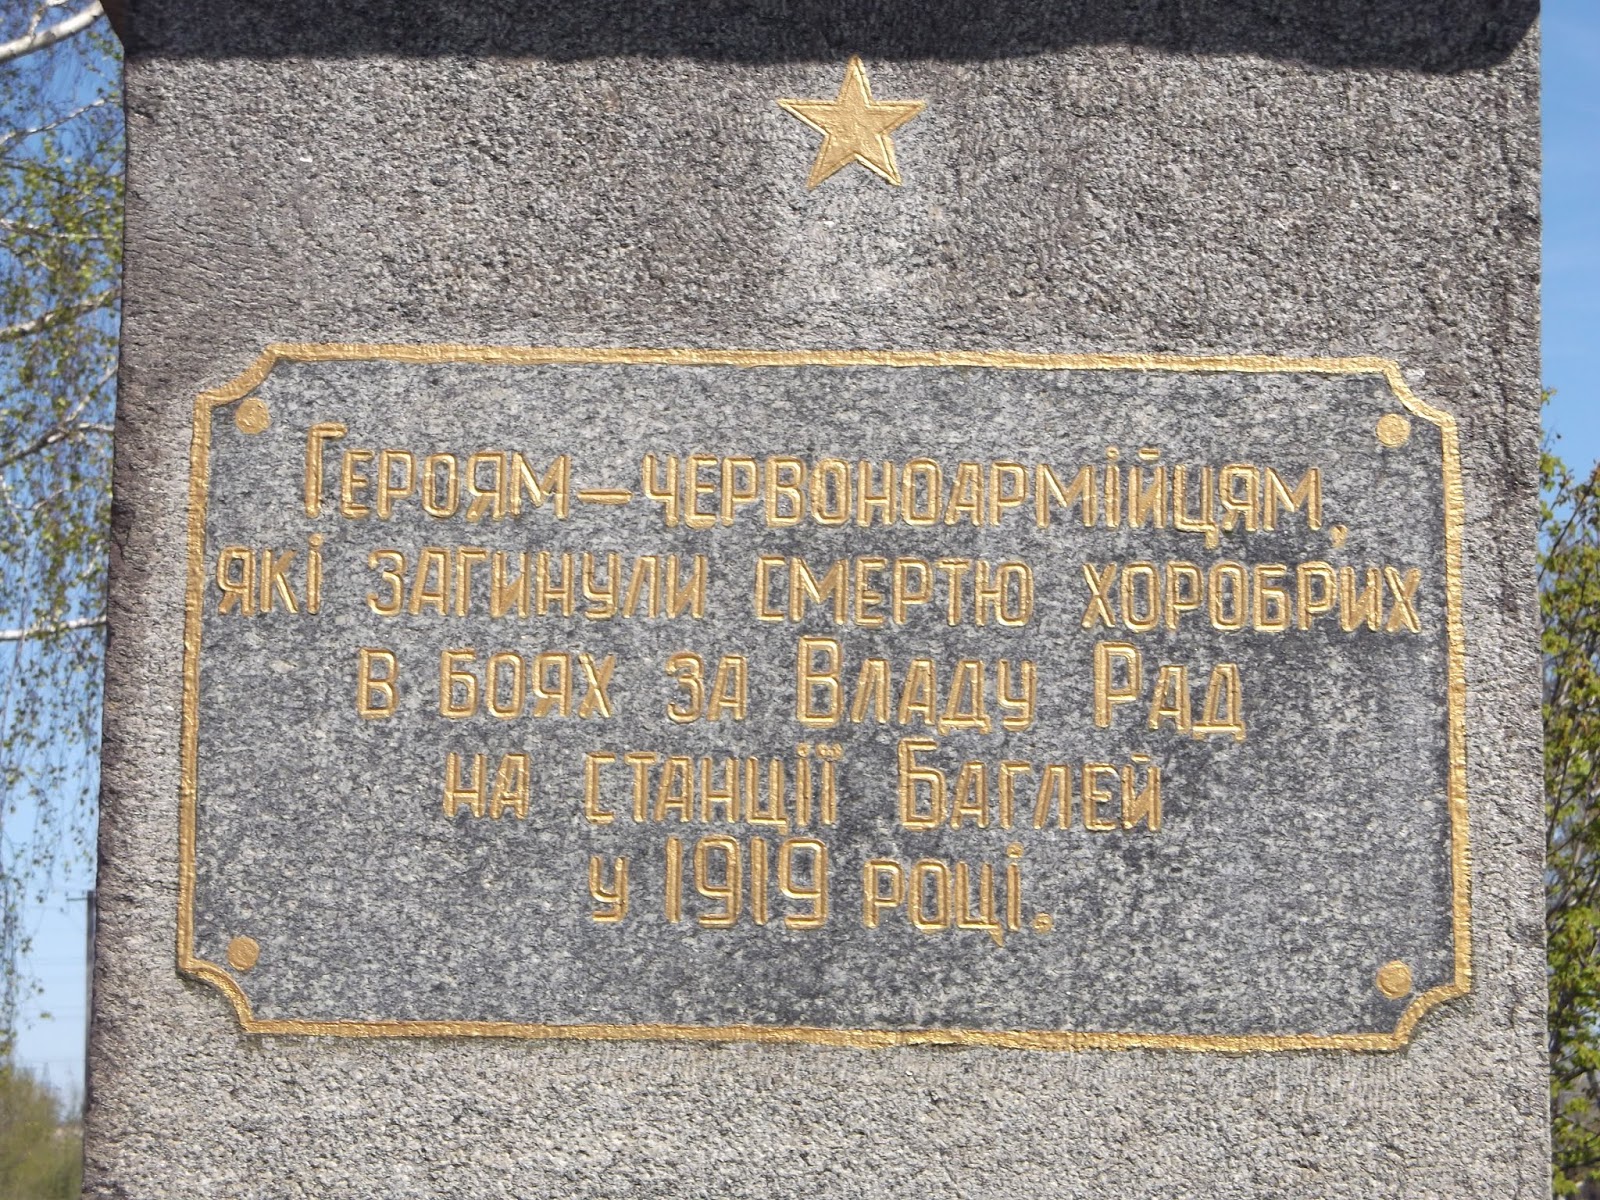 Героям–червоноармійцям,
які загинули смертю хоробрих
в боях за Владу Рад
на станції Баглей
у 1919 році.